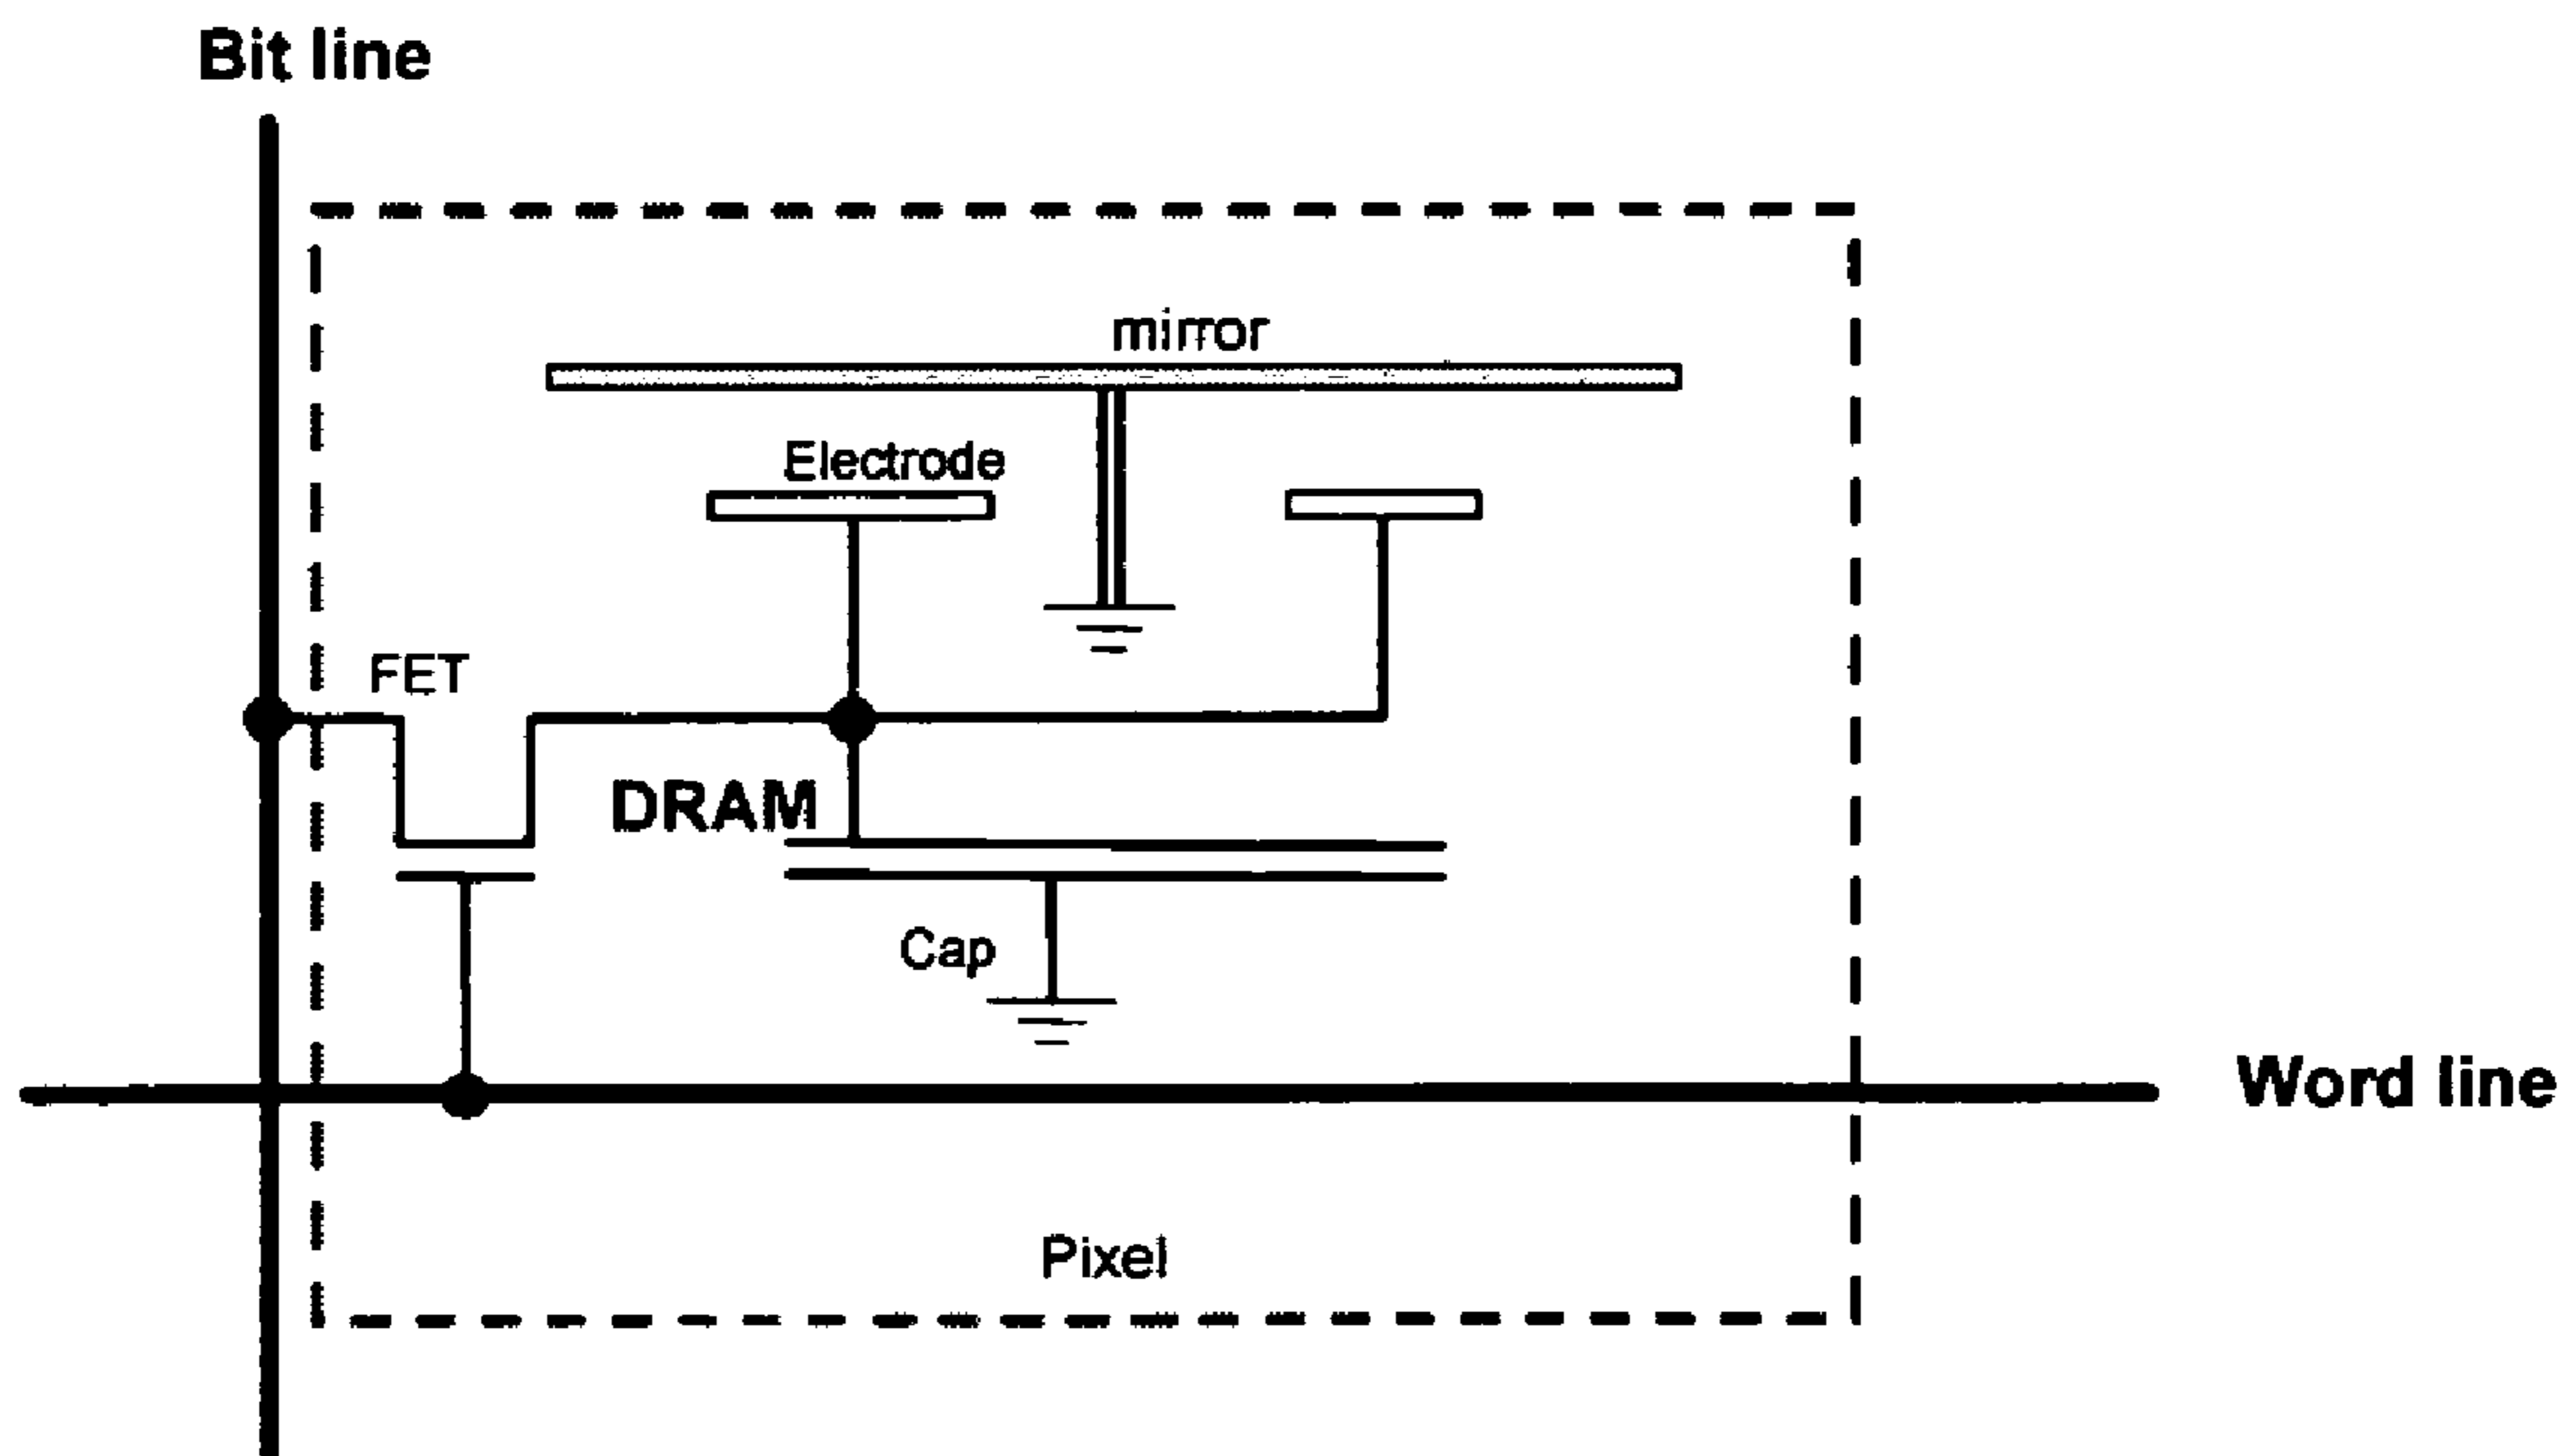 Bit line
mirror
Electrode
FET
DRAM
Cap
Word line
Pixel